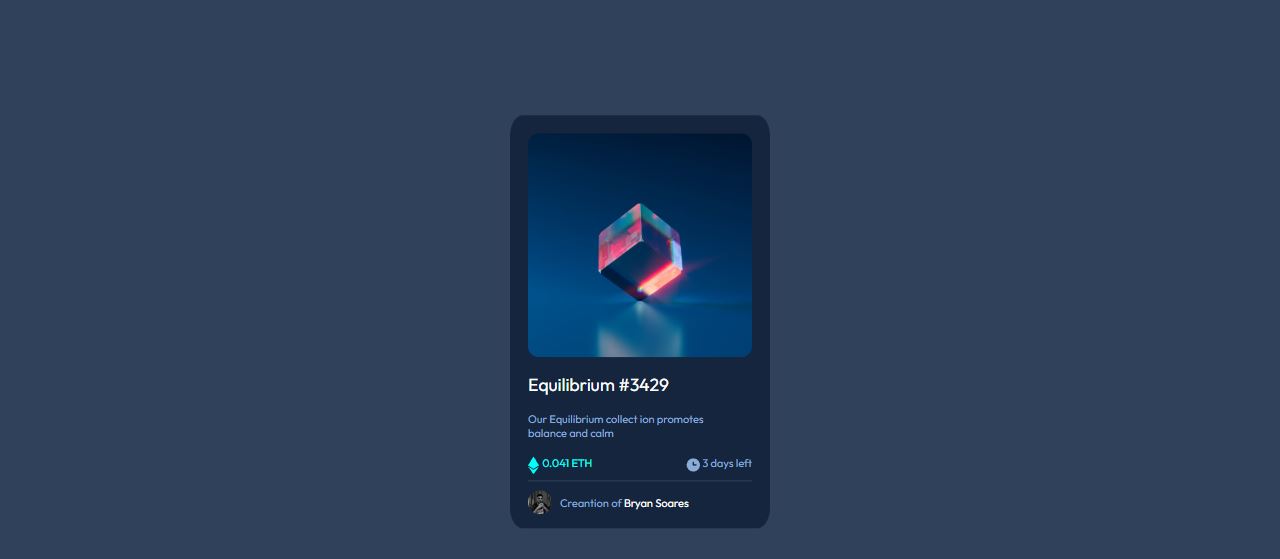 Equilibrium #3429
Our Equilibrium collect ion promotes
balance and calm
0.041 ETH
3 days left
Creantion of Bryan Soares